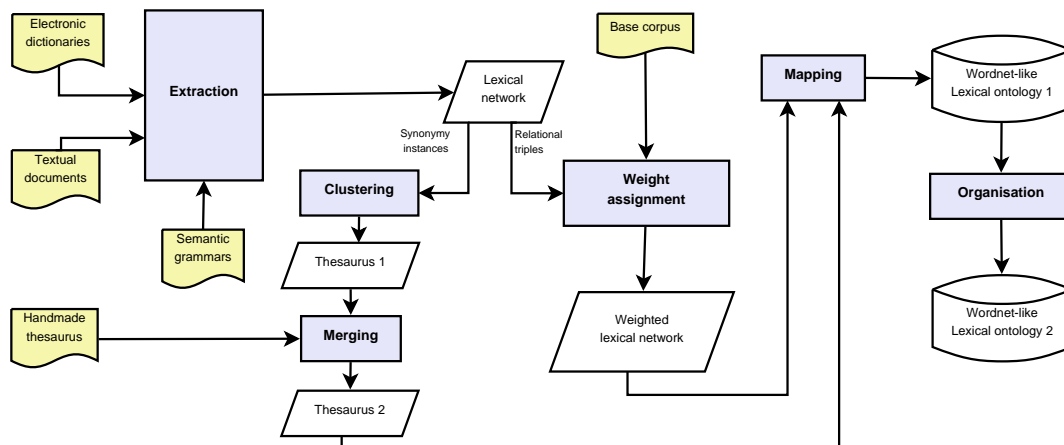 Electronic
dictionaries
Extraction
Textual
documents
Semantic
grammars
Lexical
network
Synonymy
instances
Relational
triples
Base corpus
Clustering
Weight
assignment
Thesaurus 1
Handmade
thesaurus
Merging
Thesaurus 2
Weighted
lexical network
Mapping
Wordnet-like
Lexical ontology 1
Organisation
Wordnet-like
Lexical ontology 2